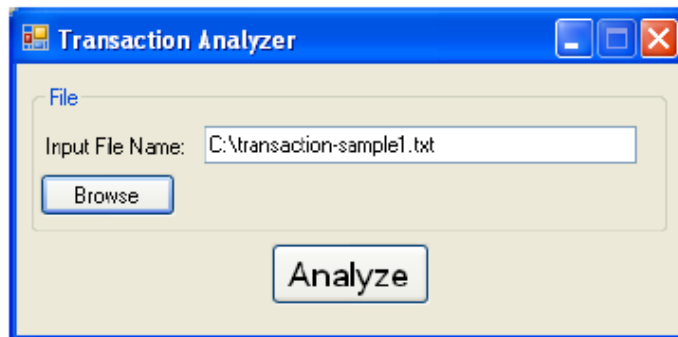 Transaction Analyzer
File
Input File Name: C:\transaction-sample1.txt
Browse
Analyze